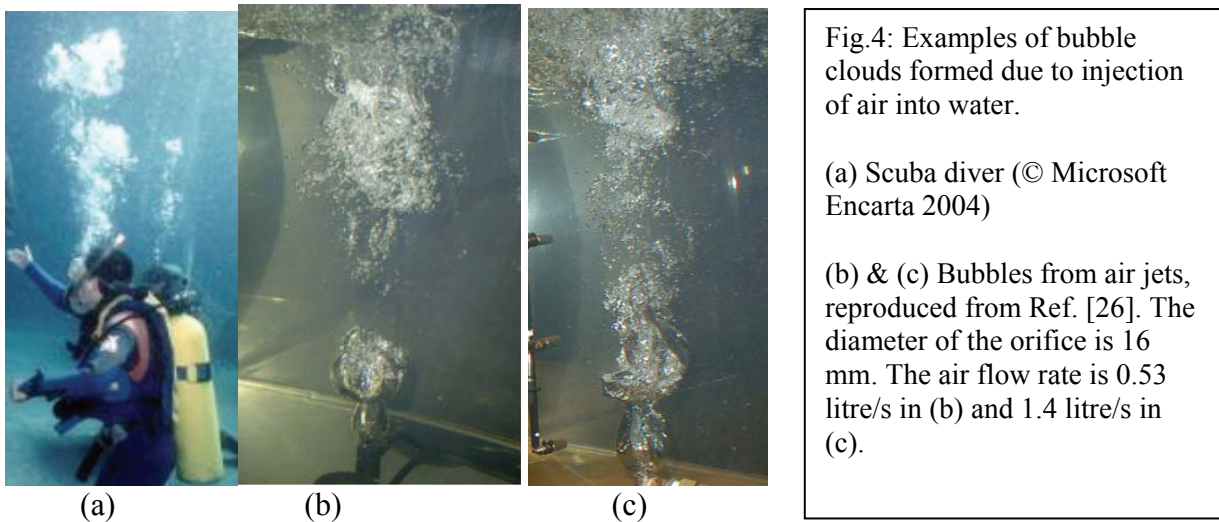 Fig.4: Examples of bubble
clouds formed due to injection
of air into water.
(a) Scuba diver (© Microsoft
Encarta 2004)
(b) & (c) Bubbles from air jets,
reproduced from Ref. [26]. The
diameter of the orifice is 16
mm. The air flow rate is 0.53
litre/s in (b) and 1.4 litre/s in
(c).
(a) (b) (c)